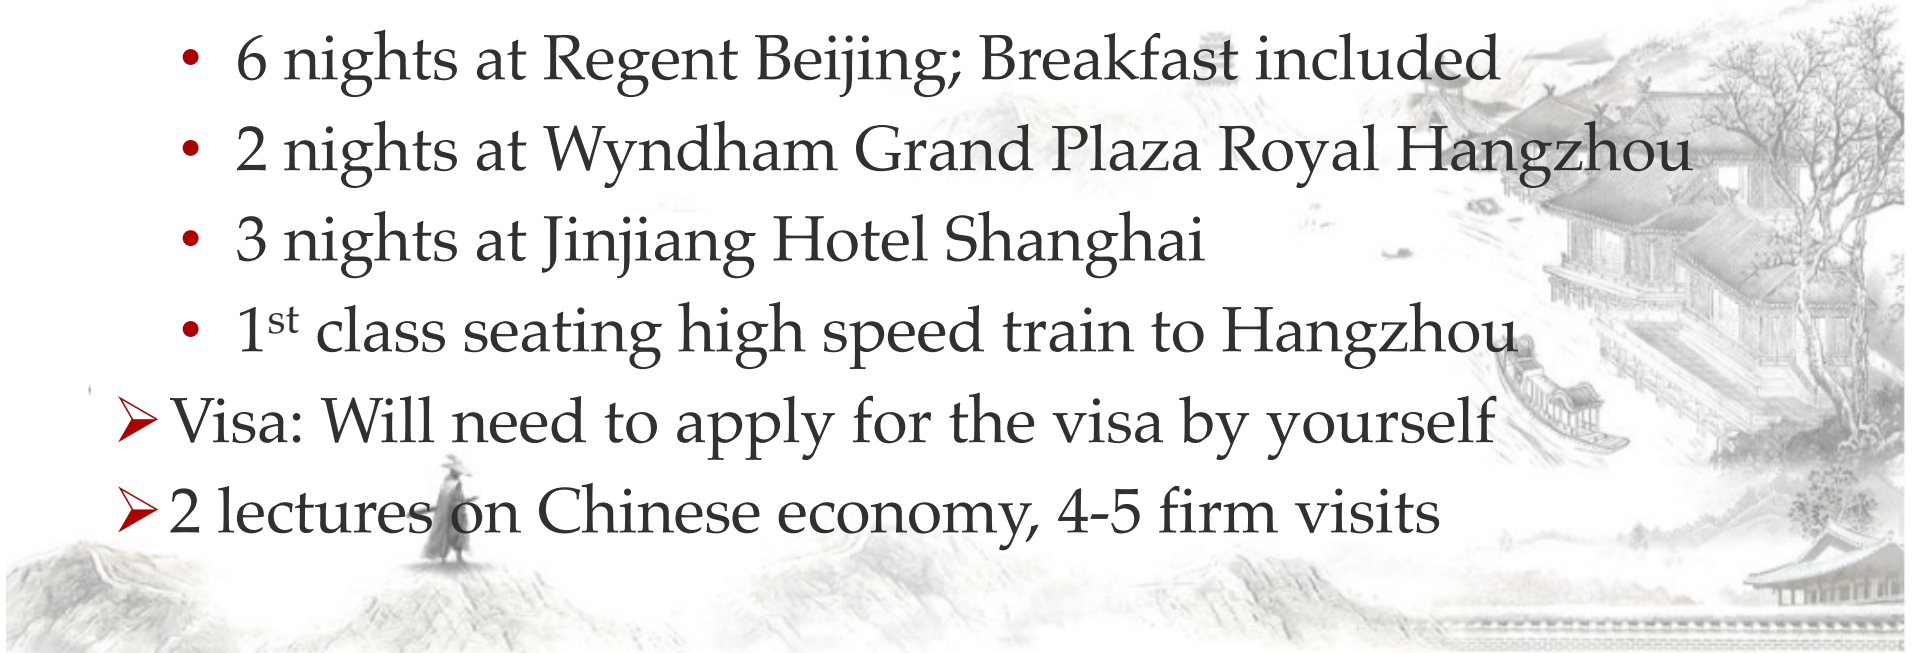 • 6 nights at Regent Beijing; Breakfast included
• 2 nights at Wyndham Grand Plaza Royal Hangzhou
• 3 nights at Jinjiang Hotel Shanghai
• 1st class seating high speed train to Hangzhou
➢ Visa: Will need to apply for the visa by yourself
➢ 2 lectures on Chinese economy, 4-5 firm visits